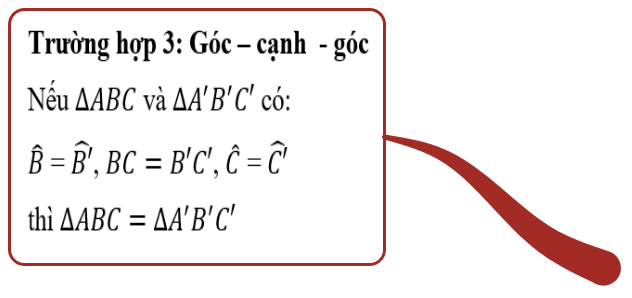 Trường hợp 3: Góc – cạnh - góc
Nếu ΔABC và ΔA′B′C′ có:
B̂ = B̂′, BC = B′C′, Ĉ = Ĉ′
thì ΔABC = ΔA′B′C′